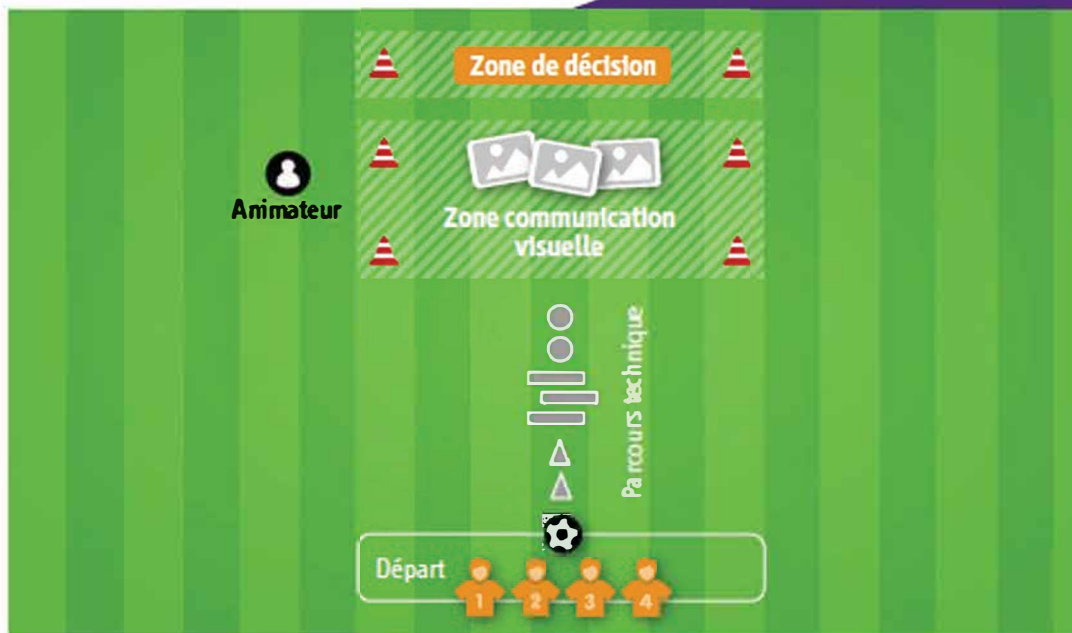 Zone de décision
Animateur
Zone communication
visuelle
Parcours technique
Départ
1 2 3 4